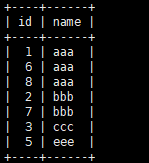 +----+------+
| id | name |
+----+------+
| 1 | aaa |
| 6 | aaa |
| 8 | aaa |
| 2 | bbb |
| 7 | bbb |
| 3 | ccc |
| 5 | eee |
+----+------+